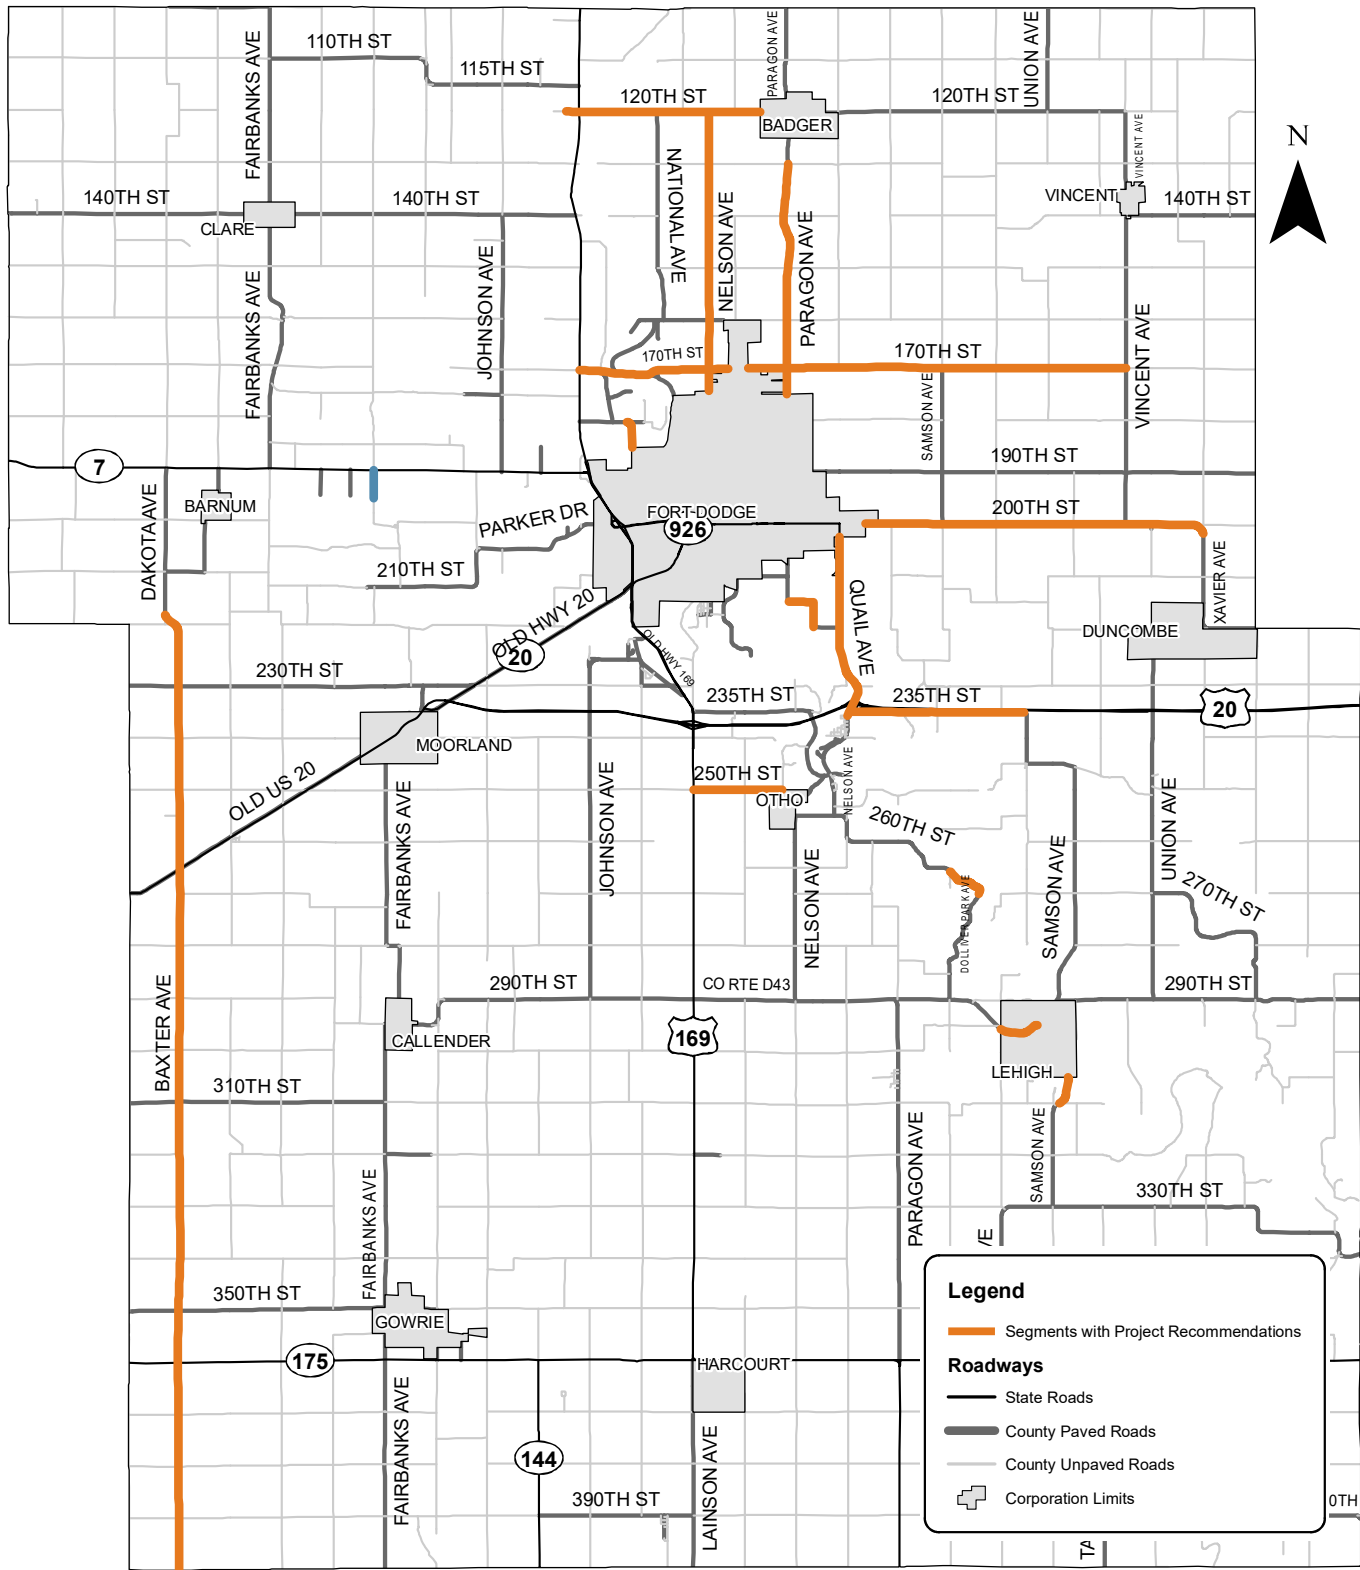 110TH ST
115TH ST
FAIRBANKS AVE
PARAGON AVE
UNION AVE
120TH ST
120TH ST
BADGER
VINCENT AVE
N
NATIONAL AVE
NELSON AVE
PARAGON AVE
140TH ST
140TH ST
CLARE
VINCENT
140TH ST
FAIRBANKS AVE
JOHNSON AVE
170TH ST
170TH ST
SAMSON AVE
VINCENT AVE
7
190TH ST
DAKOTA AVE
BARNUM
PARKER DR
FORT DODGE
926
200TH ST
210TH ST
XAVIER AVE
OLD HWY 20
20
QUAIL AVE
DUNCOMBE
OLD HWY 169
230TH ST
235TH ST
235TH ST
20
MOORLAND
OLD US 20
250TH ST
OTHO
NELSON AVE
260TH ST
FAIRBANKS AVE
JOHNSON AVE
NELSON AVE
DOLLIVER PARK AVE
SAMSON AVE
UNION AVE
270TH ST
290TH ST
CO RTE D43
290TH ST
BAXTER AVE
CALLENDER
169
LEHIGH
310TH ST
FAIRBANKS AVE
PARAGON AVE
SAMSON AVE
330TH ST
VE
350TH ST
GOWRIE
175
HARCOURT
FAIRBANKS AVE
144
390TH ST
LAINSON AVE
TA
0TH
Legend
Segments with Project Recommendations
Roadways
State Roads
County Paved Roads
County Unpaved Roads
Corporation Limits